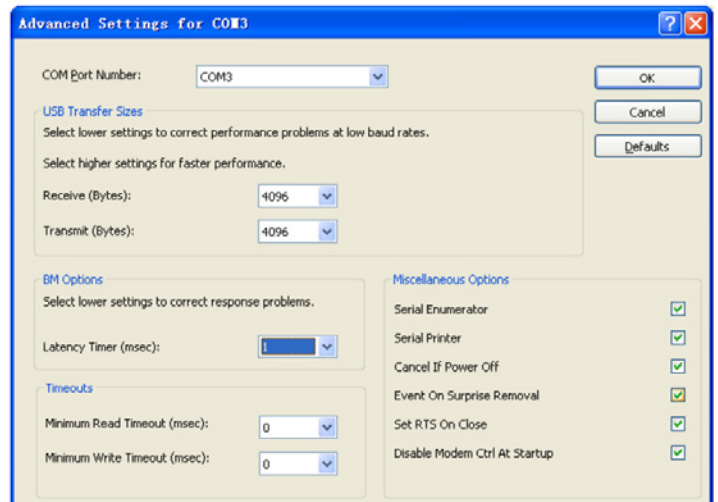 Advanced Settings for COM3
COM Port Number: COM3
OK
USB Transfer Sizes
Cancel
Select lower settings to correct performance problems at low baud rates.
Defaults
Select higher settings for faster performance.
Receive (Bytes): 4096
Transmit (Bytes): 4096
BM Options
Select lower settings to correct response problems.
Latency Timer (msec): 1
Timeouts
Minimum Read Timeout (msec): 0
Minimum Write Timeout (msec): 0
Miscellaneous Options
Serial Enumerator
Serial Printer
Cancel If Power Off
Event On Surprise Removal
Set RTS On Close
Disable Modem Ctrl At Startup